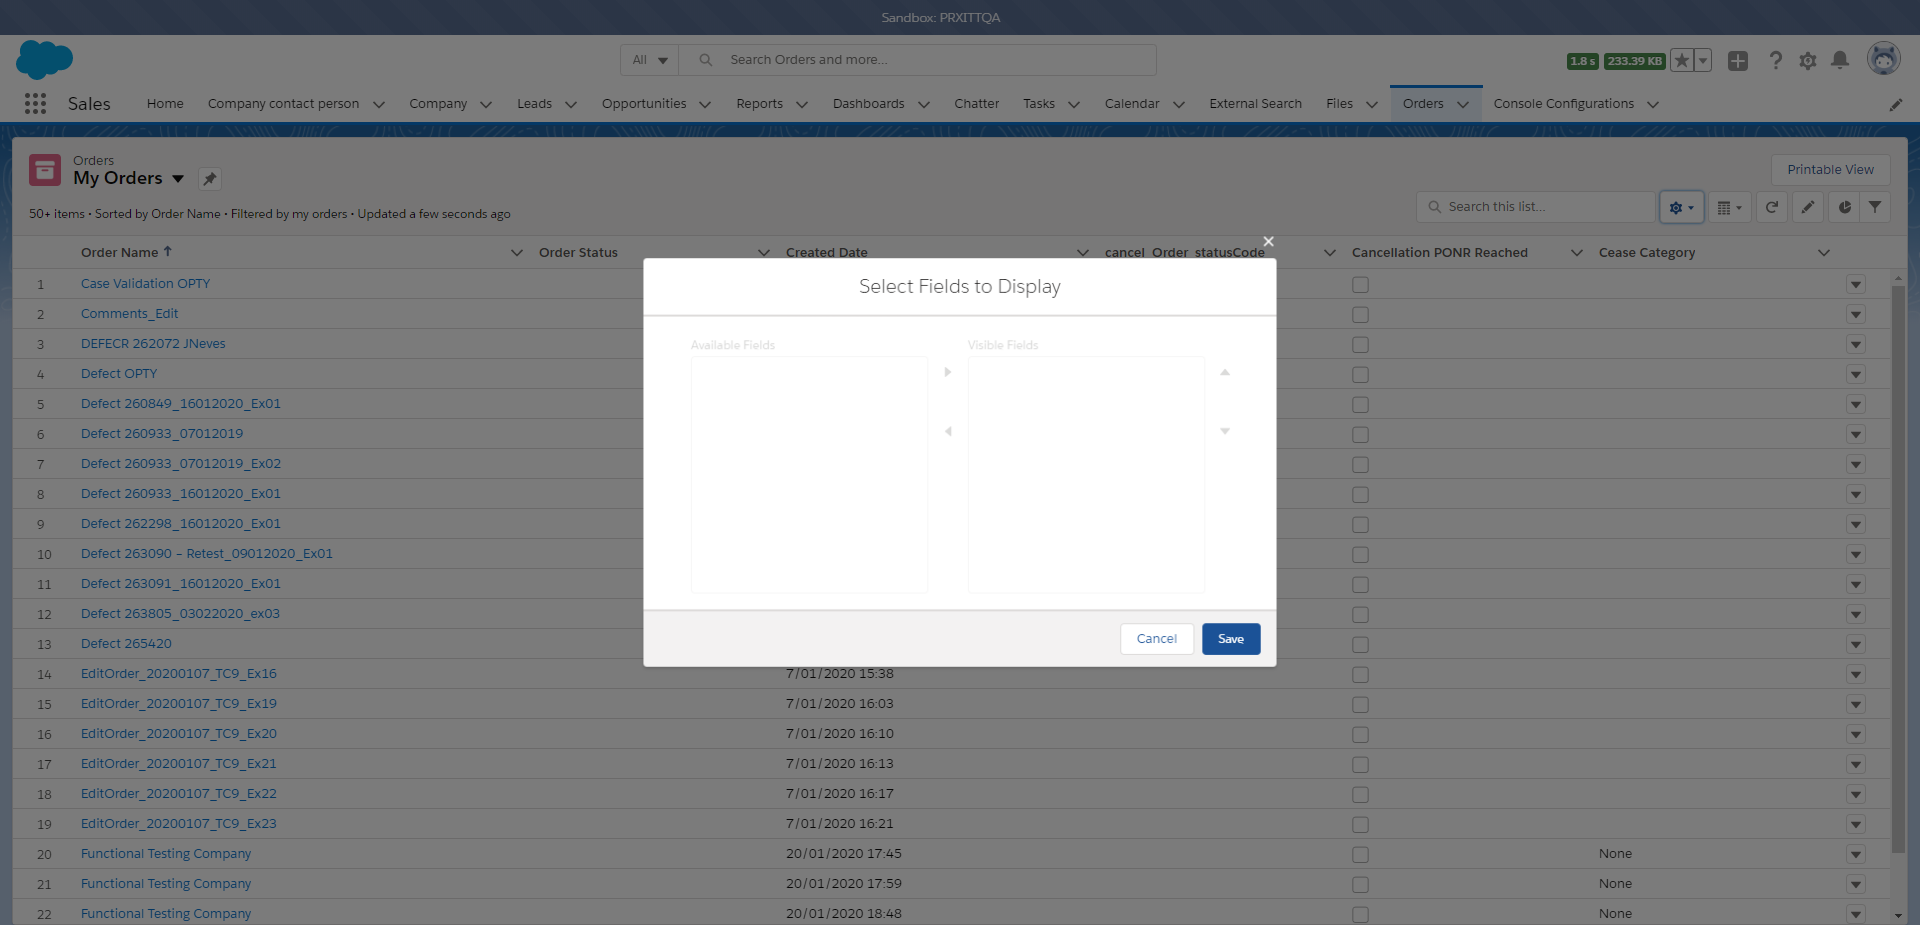 Sandbox: PRXITTQA
All
Search Orders and more...
1.8 s 233.39 KB
Sales Home Company contact person Company Leads Opportunities Reports Dashboards Chatter Tasks Calendar External Search Files Orders Console Configurations
Orders
My Orders
Printable View
50+ items • Sorted by Order Name • Filtered by my orders • Updated a few seconds ago
Search this list...
Order Name Order Status Created Date cancel_Order_statusCode Cancellation PONR Reached Cease Category
Select Fields to Display
Available Fields
Visible Fields
Cancel
Save
1 Case Validation OPTY
2 Comments_Edit
3 DEFECR 262072 JNeves
4 Defect OPTY
5 Defect 260849_16012020_Ex01
6 Defect 260933_07012019
7 Defect 260933_07012019_Ex02
8 Defect 260933_16012020_Ex01
9 Defect 262298_16012020_Ex01
10 Defect 263090 – Retest_09012020_Ex01
11 Defect 263091_16012020_Ex01
12 Defect 263805_03022020_ex03
13 Defect 265420
14 EditOrder_20200107_TC9_Ex16 7/01/2020 15:38
15 EditOrder_20200107_TC9_Ex19 7/01/2020 16:03
16 EditOrder_20200107_TC9_Ex20 7/01/2020 16:10
17 EditOrder_20200107_TC9_Ex21 7/01/2020 16:13
18 EditOrder_20200107_TC9_Ex22 7/01/2020 16:17
19 EditOrder_20200107_TC9_Ex23 7/01/2020 16:21
20 Functional Testing Company 20/01/2020 17:45 None
21 Functional Testing Company 20/01/2020 17:59 None
22 Functional Testing Company 20/01/2020 18:48 None